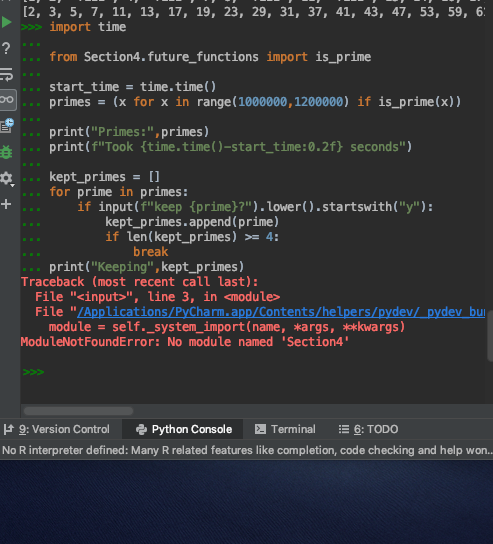 [2, 3, 5, 7, 11, 13, 17, 19, 23, 29, 31, 37, 41, 43, 47, 53, 59, 61
>>> import time
...
... from Section4.future_functions import is_prime
...
... start_time = time.time()
... primes = (x for x in range(1000000,1200000) if is_prime(x))
...
... print("Primes:",primes)
... print(f"Took {time.time()-start_time:0.2f} seconds")
...
... kept_primes = []
... for prime in primes:
...     if input(f"keep {prime}?").lower().startswith("y"):
...         kept_primes.append(prime)
...         if len(kept_primes) >= 4:
...             break
... print("Keeping",kept_primes)
Traceback (most recent call last):
  File "<input>", line 3, in <module>
  File "//Applications/PyCharm.app/Contents/helpers/pydev/_pydev_bun
    module = self._system_import(name, *args, **kwargs)
ModuleNotFoundError: No module named 'Section4'
>>>
9: Version Control Python Console Terminal 6: TODO
No R interpreter defined: Many R related features like completion, code checking and help won...